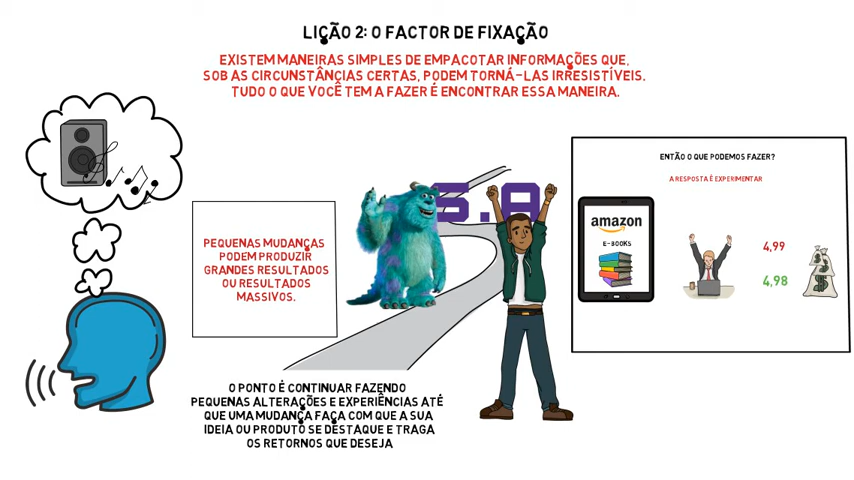 LIÇÃO 2: O FACTOR DE FIXAÇÃO
EXISTEM MANEIRAS SIMPLES DE EMPACOTAR INFORMAÇÕES QUE,
SOB AS CIRCUNSTÂNCIAS CERTAS, PODEM TORNÁ-LAS IRRESISTÍVEIS.
TUDO O QUE VOCÊ TEM A FAZER É ENCONTRAR ESSA MANEIRA.
PEQUENAS MUDANÇAS
PODEM PRODUZIR
GRANDES RESULTADOS
OU RESULTADOS
MASSIVOS.
S.A
O PONTO É CONTINUAR FAZENDO
PEQUENAS ALTERAÇÕES E EXPERIÊNCIAS ATÉ
QUE UMA MUDANÇA FAÇA COM QUE A SUA
IDEIA OU PRODUTO SE DESTAQUE E TRAGA
OS RETORNOS QUE DESEJA
ENTÃO O QUE PODEMOS FAZER?
A RESPOSTA É EXPERIMENTAR
amazon
E-BOOKS
4,99
4,98